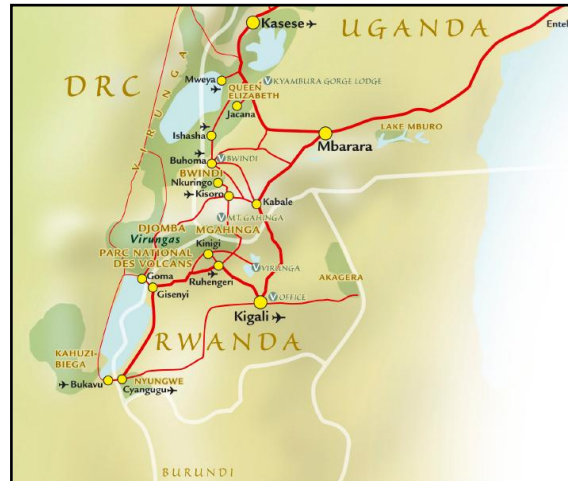 Kasese
UGANDA
Entel
DRC
VIRUNGA
Mweya
V KYAMBURA GORGE LODGE
QUEEN
ELIZABETH
Jacana
Ishasha
Mbarara
LAKE MBURO
Buhoma
V BWINDI
BWINDI
Nkuringo
Kisoro
Kabale
V MT. GAHINGA
DJOMBA
MGAHINGA
Virungas
Kinigi
PARC NATIONAL
DES VOLCANS
V VIRUNGA
Goma
Ruhengeri
AKAGERA
Gisenyi
V OFFICE
Kigali
RWANDA
KAHUZI-
BIEGA
NYUNGWE
Bukavu
Cyangugu
BURUNDI